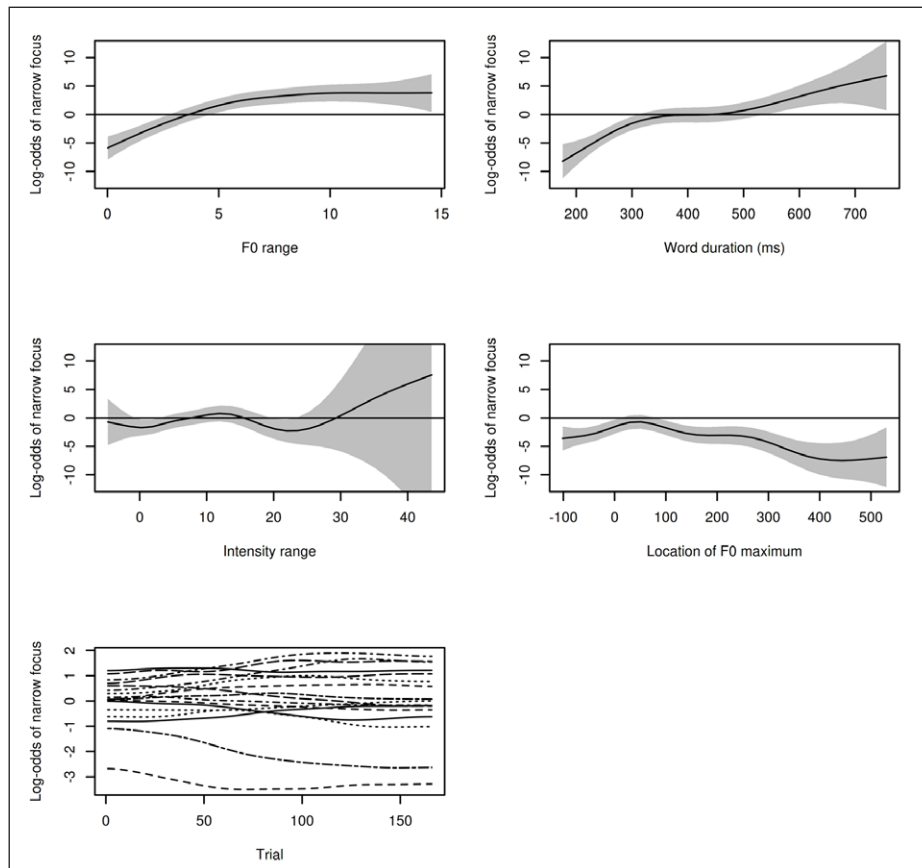 Log-odds of narrow focus
10
5
0
-5
-10
0 5 10 15
F0 range
Log-odds of narrow focus
10
5
0
-5
-10
200 300 400 500 600 700
Word duration (ms)
Log-odds of narrow focus
10
5
0
-5
-10
0 10 20 30 40
Intensity range
Log-odds of narrow focus
10
5
0
-5
-10
-100 0 100 200 300 400 500
Location of F0 maximum
Log-odds of narrow focus
2
1
0
-1
-2
-3
0 50 100 150
Trial